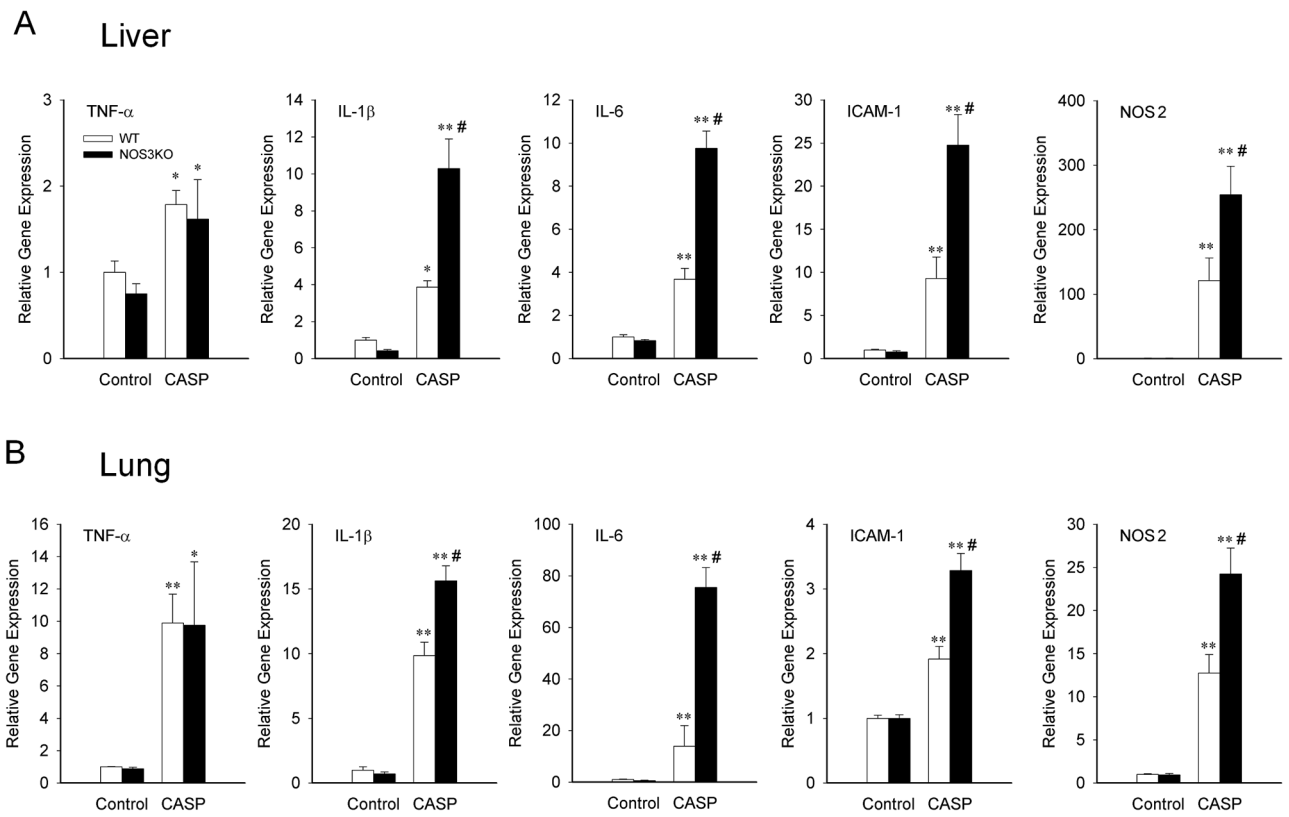 A
Liver
TNF-α
WT
NOS3KO
Relative Gene Expression
3
2
1
0
*
*
Control
CASP
IL-1β
Relative Gene Expression
14
12
10
8
6
4
2
0
*
** #
Control
CASP
IL-6
Relative Gene Expression
12
10
8
6
4
2
0
**
** #
Control
CASP
ICAM-1
Relative Gene Expression
30
25
20
15
10
5
0
**
** #
Control
CASP
NOS 2
Relative Gene Expression
400
300
200
100
0
**
** #
Control
CASP
B
Lung
TNF-α
Relative Gene Expression
16
14
12
10
8
6
4
2
0
**
*
Control
CASP
IL-1β
Relative Gene Expression
20
15
10
5
0
**
** #
Control
CASP
IL-6
Relative Gene Expression
100
80
60
40
20
0
**
** #
Control
CASP
ICAM-1
Relative Gene Expression
4
3
2
1
0
**
** #
Control
CASP
NOS 2
Relative Gene Expression
30
25
20
15
10
5
0
**
** #
Control
CASP